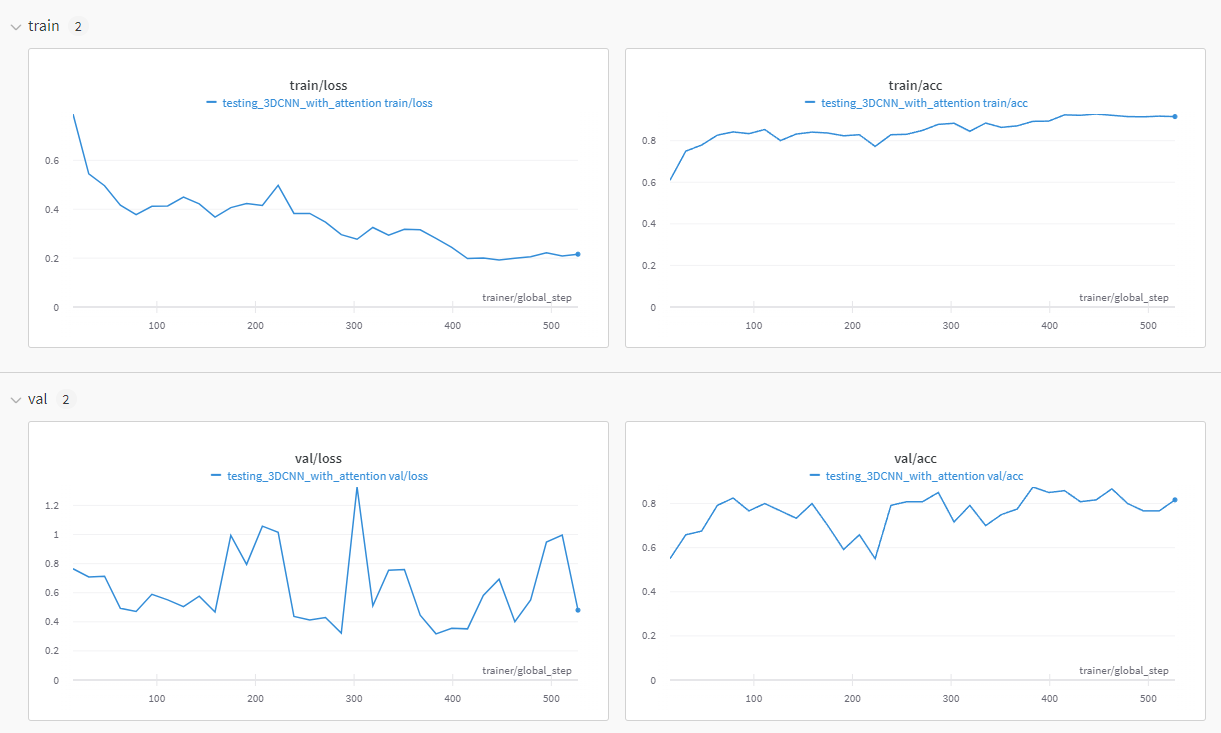 train 2
train/loss
testing_3DCNN_with_attention train/loss
0.6
0.4
0.2
0
trainer/global_step
100 200 300 400 500
train/acc
testing_3DCNN_with_attention train/acc
0.8
0.6
0.4
0.2
0
trainer/global_step
100 200 300 400 500
val 2
val/loss
testing_3DCNN_with_attention val/loss
1.2
1
0.8
0.6
0.4
0.2
0
trainer/global_step
100 200 300 400 500
val/acc
testing_3DCNN_with_attention val/acc
0.8
0.6
0.4
0.2
0
trainer/global_step
100 200 300 400 500